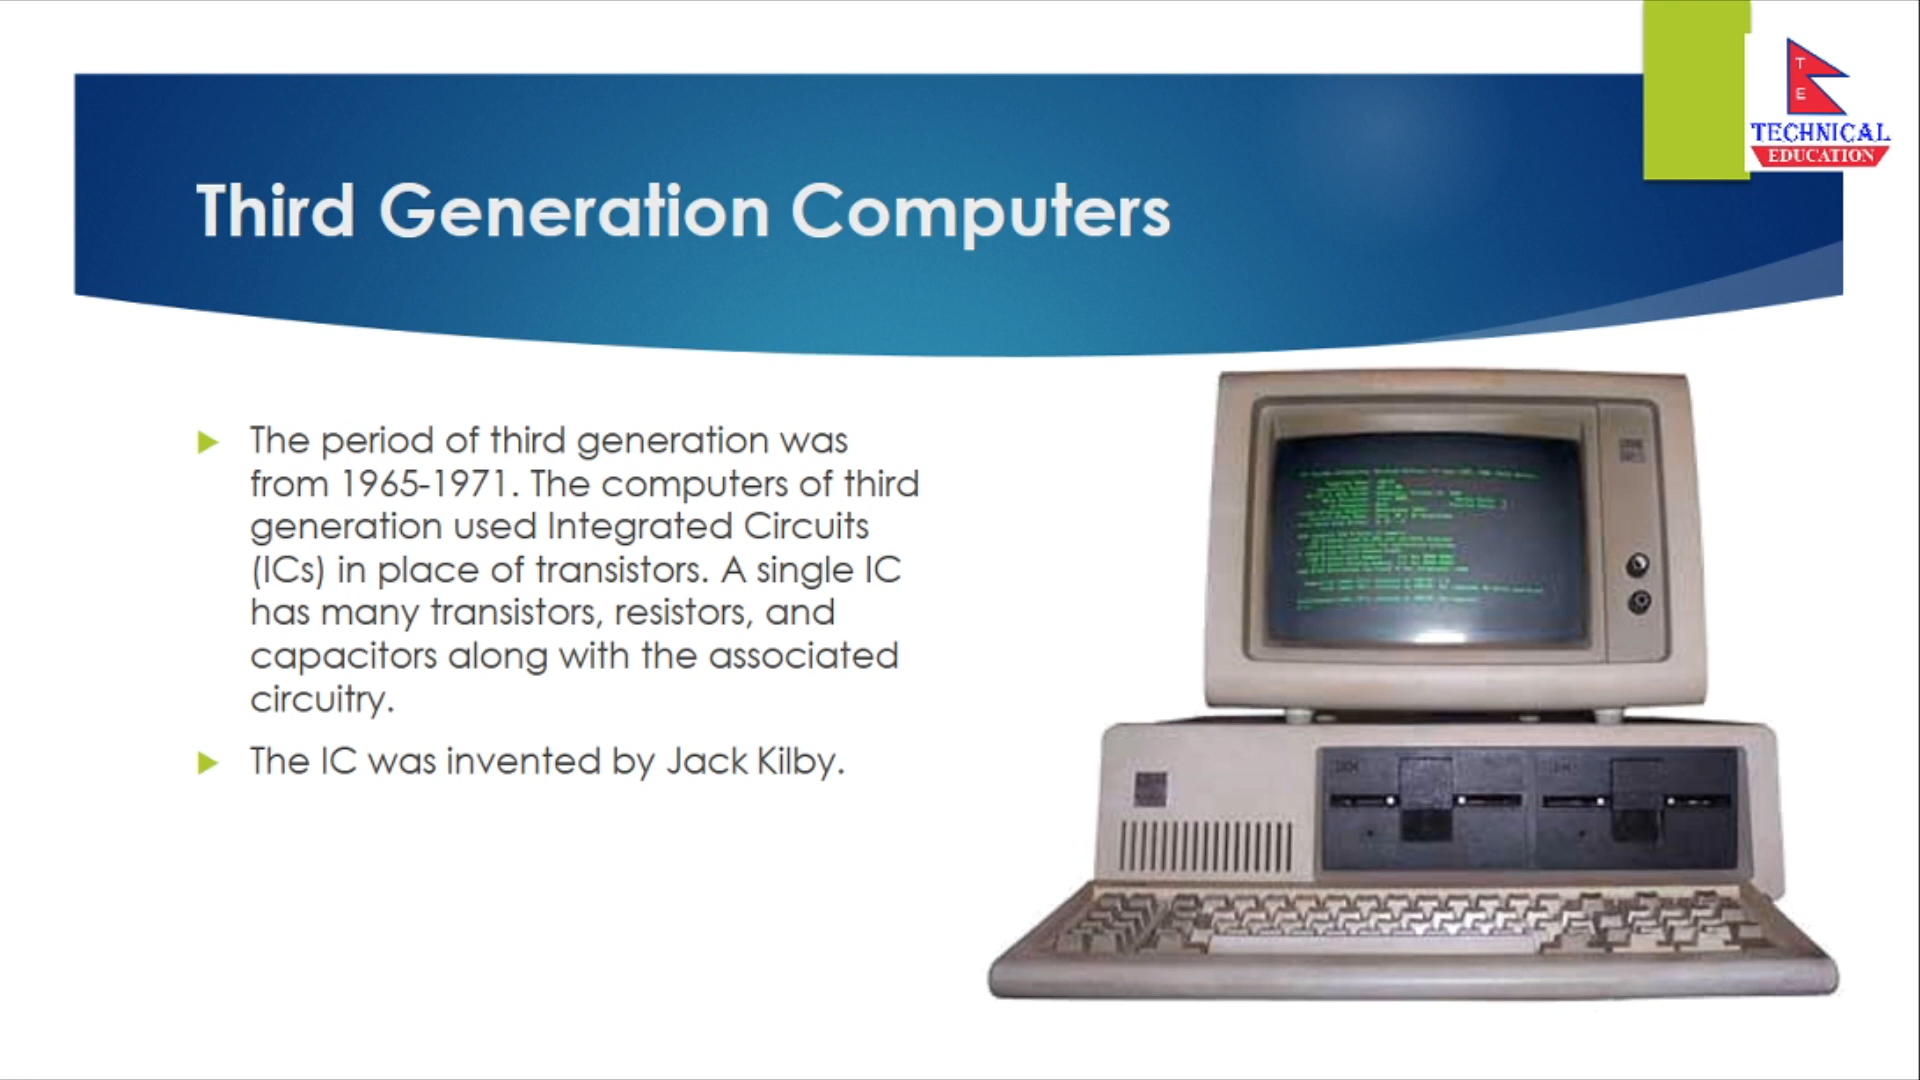 T
E
TECHNICAL
EDUCATION
Third Generation Computers
The period of third generation was
from 1965-1971. The computers of third
generation used Integrated Circuits
(ICs) in place of transistors. A single IC
has many transistors, resistors, and
capacitors along with the associated
circuitry.
The IC was invented by Jack Kilby.